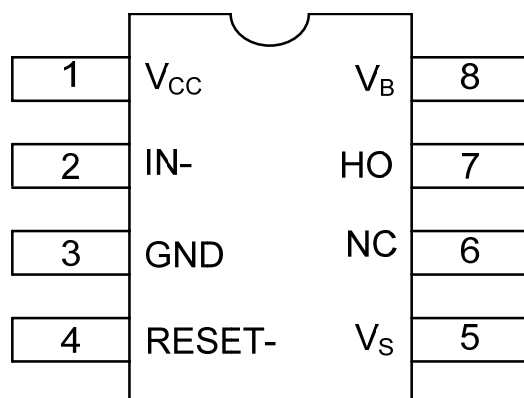 1 VCC VB 8
2 IN- HO 7
3 GND NC 6
4 RESET- VS 5